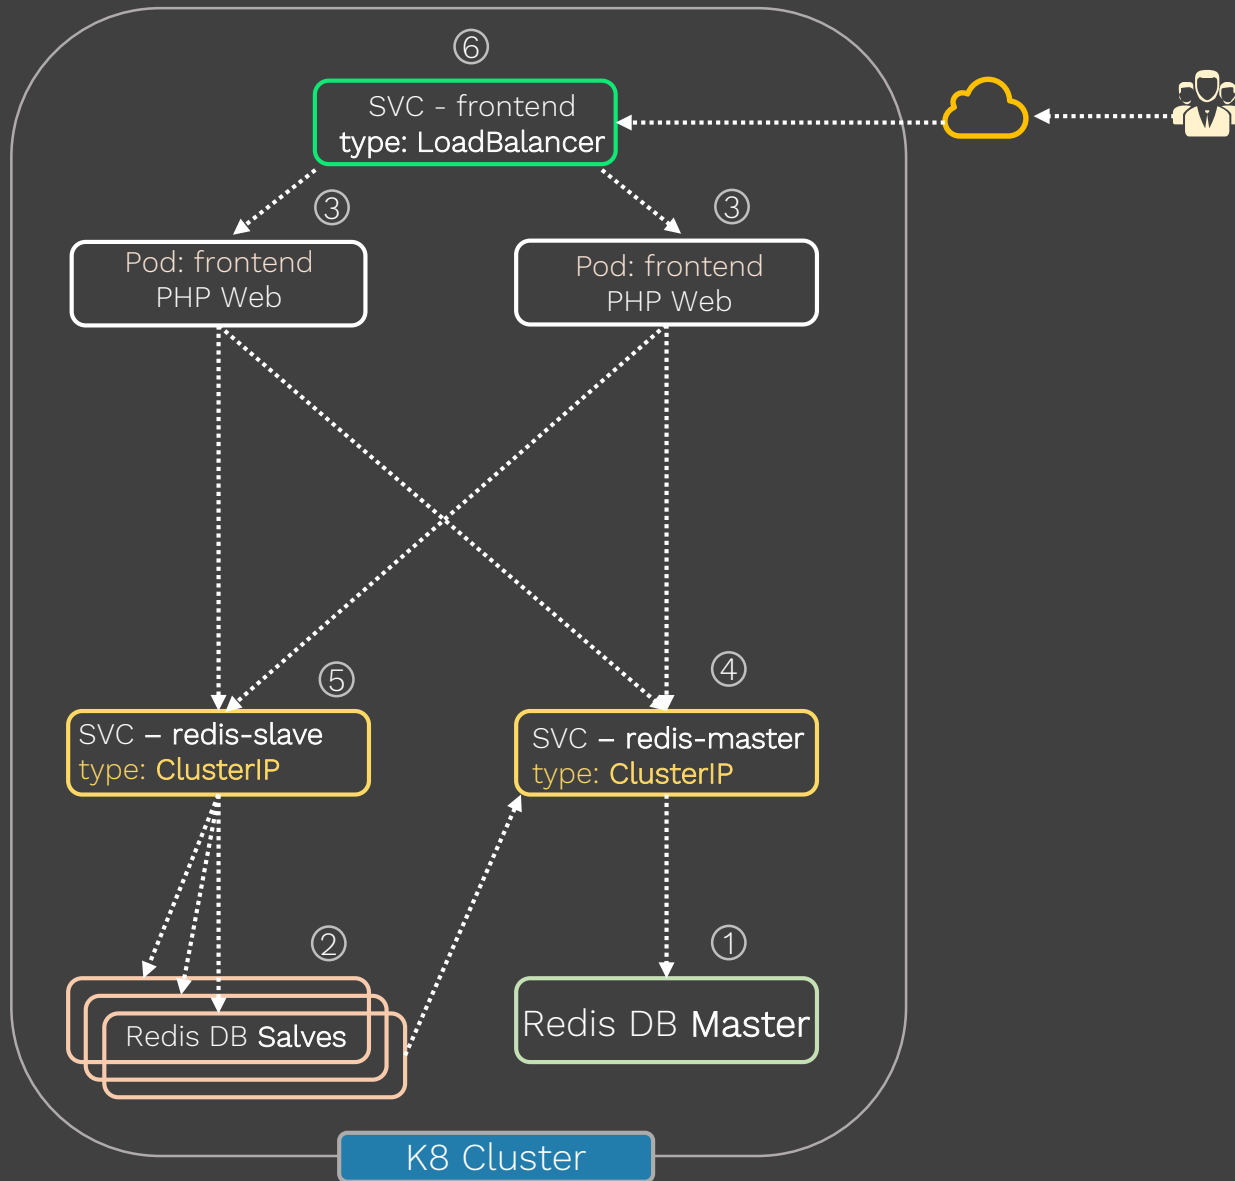 ⑥
SVC - frontend
type: LoadBalancer
③
③
Pod: frontend
PHP Web
Pod: frontend
PHP Web
⑤
④
SVC – redis-slave
type: ClusterIP
SVC – redis-master
type: ClusterIP
②
①
Redis DB Salves
Redis DB Master
K8 Cluster